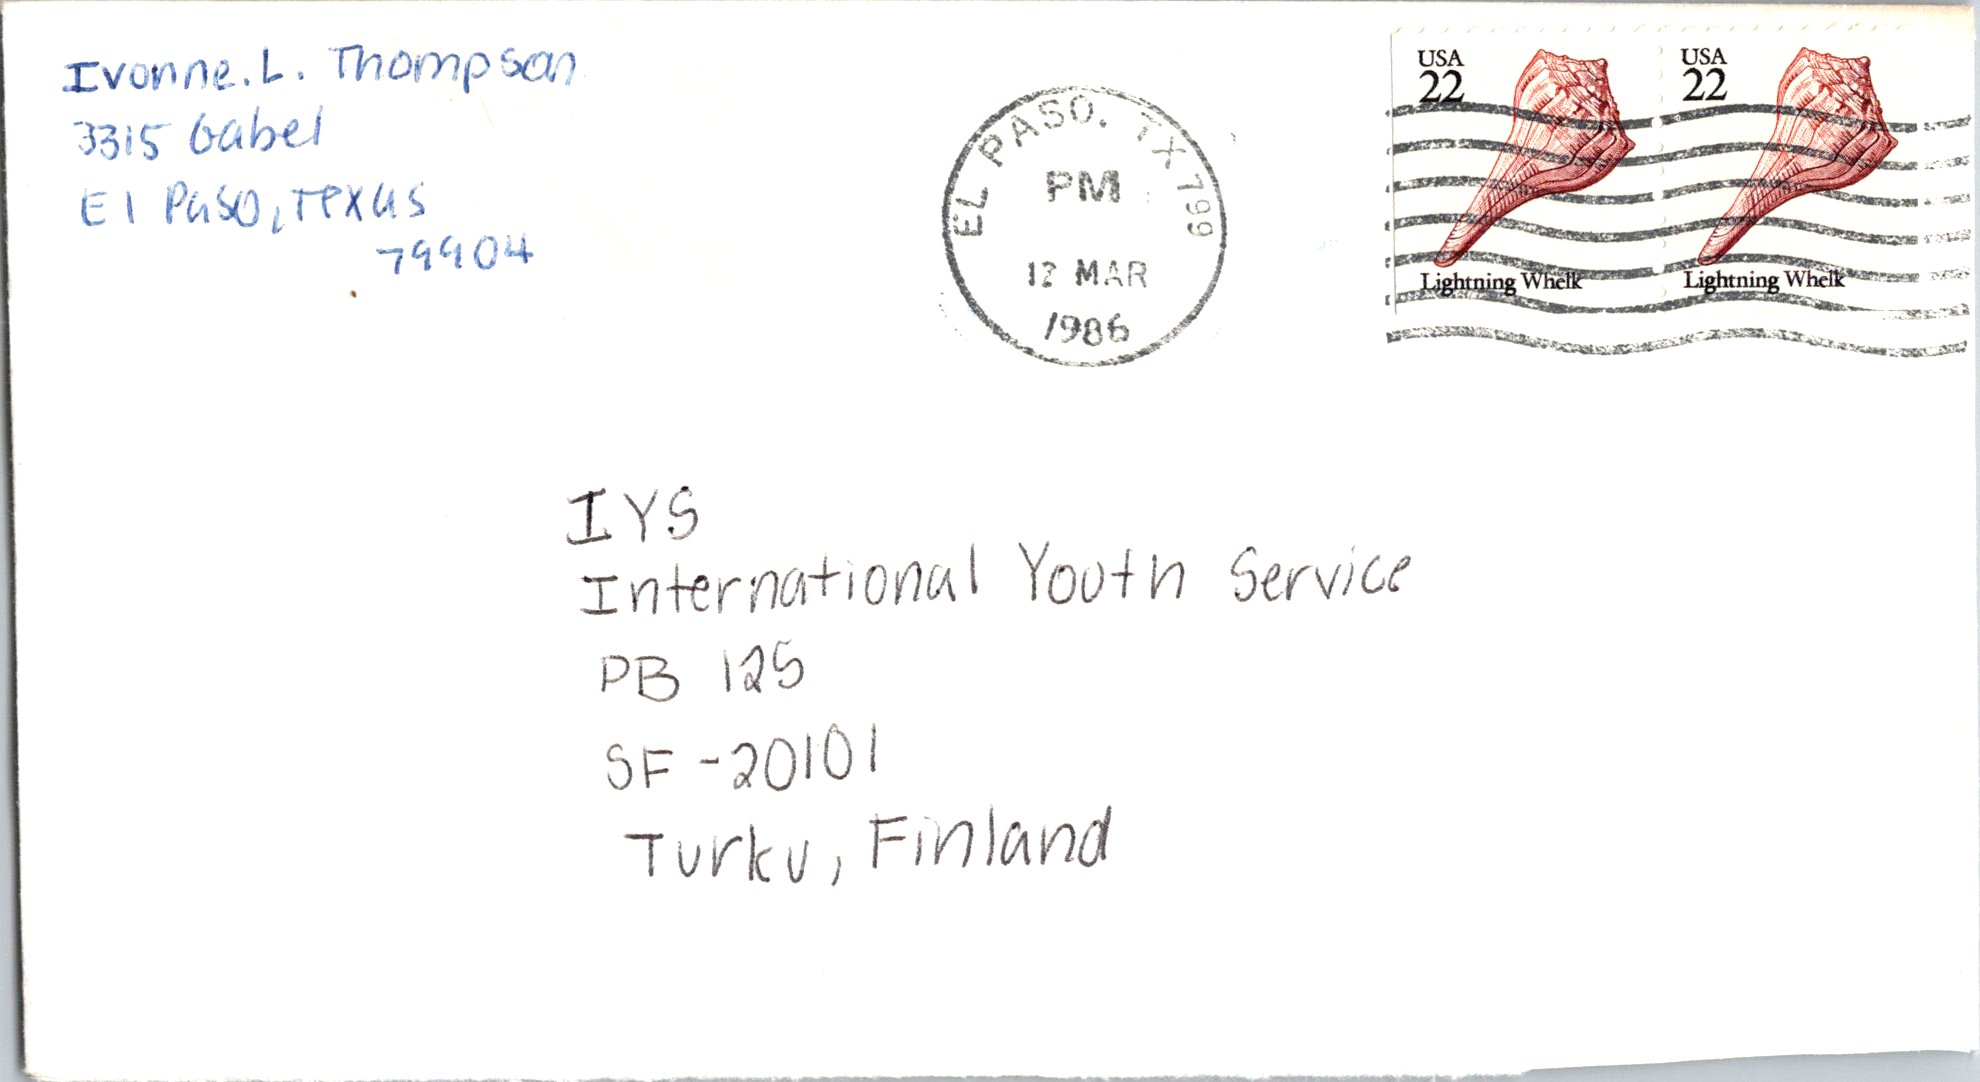 Ivonne. L. Thompson
3315 Gabel
El Paso, Texas
79904
EL PASO, TX 799
PM
12 MAR
1986
USA
22
Lightning Whelk
USA
22
Lightning Whelk
IYS
International Youth Service
PB 125
SF -20101
Turku, Finland